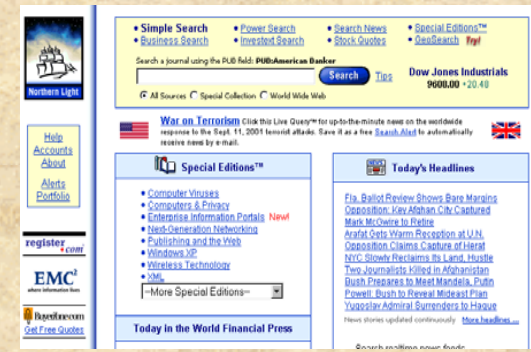 • Simple Search • Power Search • Search News • Special Editions™
• Business Search • Investext Search • Stock Quotes • GeoSearch Try!
Search a journal using the PUB field: PUB:American Banker
Search Tips
Dow Jones Industrials
9608.00 +20.48
All Sources Special Collection World Wide Web
Northern Light
War on Terrorism Click this Live Query™ for up-to-the-minute news on the worldwide
response to the Sept. 11, 2001 terrorist attacks. Save it as a free Search Alert to automatically
receive news by e-mail.
Help
Accounts
About
Alerts
Portfolio
register.com
EMC²
where information lives
Buyerzone.com
Get Free Quotes
Special Editions™
• Computer Viruses
• Computers & Privacy
• Enterprise Information Portals New!
• Next-Generation Networking
• Publishing and the Web
• Windows XP
• Wireless Technology
• XML
--More Special Editions--
Today in the World Financial Press
Today's Headlines
Fla. Ballot Review Shows Bare Margins
Opposition: Key Afghan City Captured
Mark McGwire to Retire
Arafat Gets Warm Reception at U.N.
Opposition Claims Capture of Herat
NYC Slowly Reclaims Its Land, Hustle
Two Journalists Killed in Afghanistan
Bush Prepares to Meet Mandela, Putin
Powell: Bush to Reveal Mideast Plan
Yugoslav Admiral Surrenders to Hague
News stories updated continuously More headlines ...
Search realtime news feeds